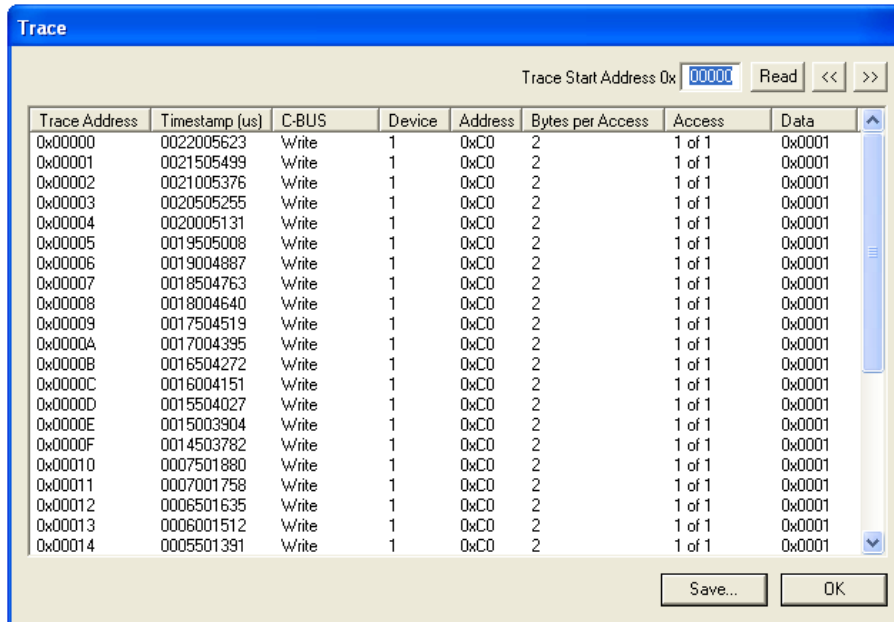 Trace
Trace Start Address 0x 00000 Read << >>
Trace Address Timestamp (us) C-BUS Device Address Bytes per Access Access Data
0x00000 0022005623 Write 1 0xC0 2 1 of 1 0x0001
0x00001 0021505499 Write 1 0xC0 2 1 of 1 0x0001
0x00002 0021005376 Write 1 0xC0 2 1 of 1 0x0001
0x00003 0020505255 Write 1 0xC0 2 1 of 1 0x0001
0x00004 0020005131 Write 1 0xC0 2 1 of 1 0x0001
0x00005 0019505008 Write 1 0xC0 2 1 of 1 0x0001
0x00006 0019004887 Write 1 0xC0 2 1 of 1 0x0001
0x00007 0018504763 Write 1 0xC0 2 1 of 1 0x0001
0x00008 0018004640 Write 1 0xC0 2 1 of 1 0x0001
0x00009 0017504519 Write 1 0xC0 2 1 of 1 0x0001
0x0000A 0017004395 Write 1 0xC0 2 1 of 1 0x0001
0x0000B 0016504272 Write 1 0xC0 2 1 of 1 0x0001
0x0000C 0016004151 Write 1 0xC0 2 1 of 1 0x0001
0x0000D 0015504027 Write 1 0xC0 2 1 of 1 0x0001
0x0000E 0015003904 Write 1 0xC0 2 1 of 1 0x0001
0x0000F 0014503782 Write 1 0xC0 2 1 of 1 0x0001
0x00010 0007501880 Write 1 0xC0 2 1 of 1 0x0001
0x00011 0007001758 Write 1 0xC0 2 1 of 1 0x0001
0x00012 0006501635 Write 1 0xC0 2 1 of 1 0x0001
0x00013 0006001512 Write 1 0xC0 2 1 of 1 0x0001
0x00014 0005501391 Write 1 0xC0 2 1 of 1 0x0001
Save... OK